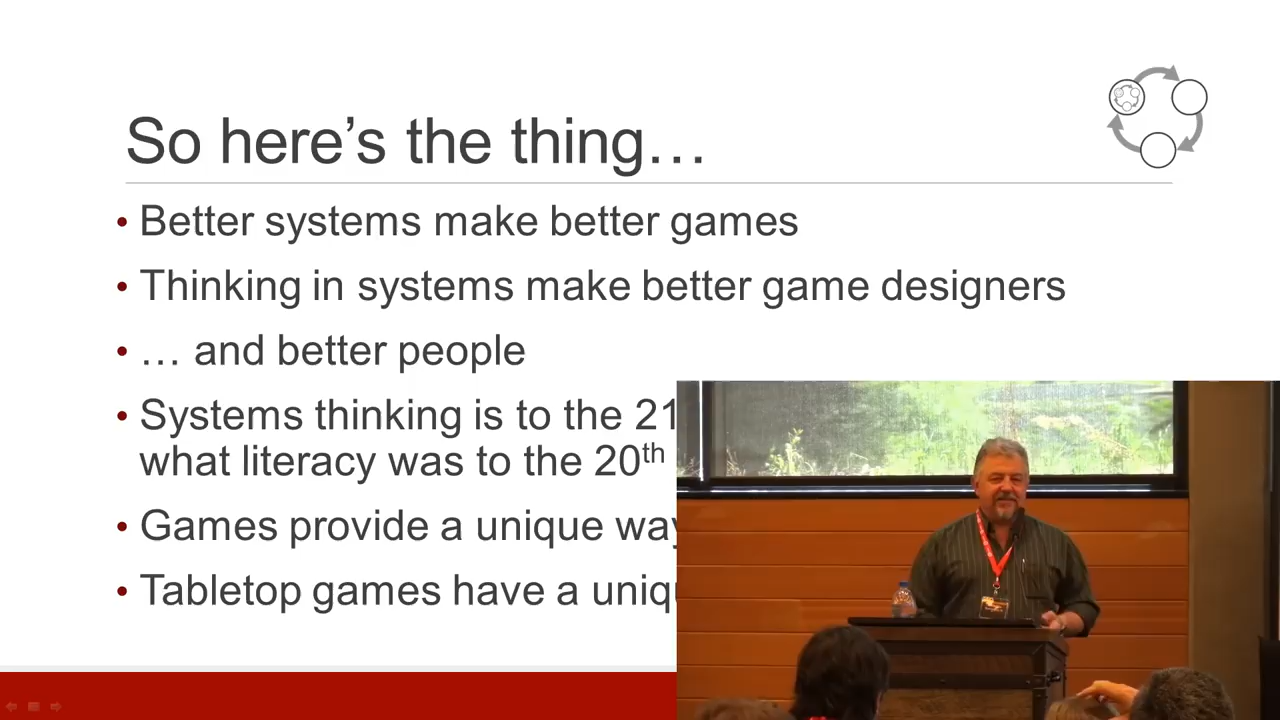 So here's the thing…
• Better systems make better games
• Thinking in systems make better game designers
• … and better people
• Systems thinking is to the 21
what literacy was to the 20th
• Games provide a unique way
• Tabletop games have a